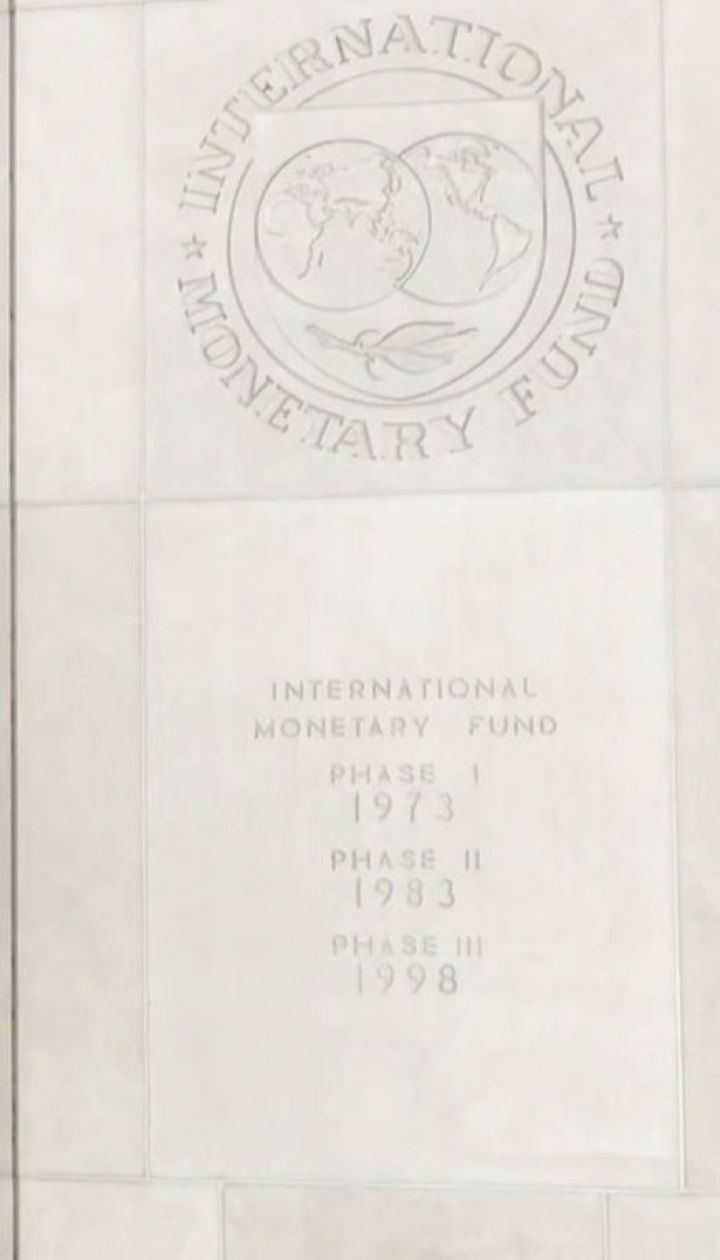 INTERNATIONAL
★ MONETARY FUND ★
INTERNATIONAL
MONETARY FUND
PHASE I
1973
PHASE II
1983
PHASE III
1998